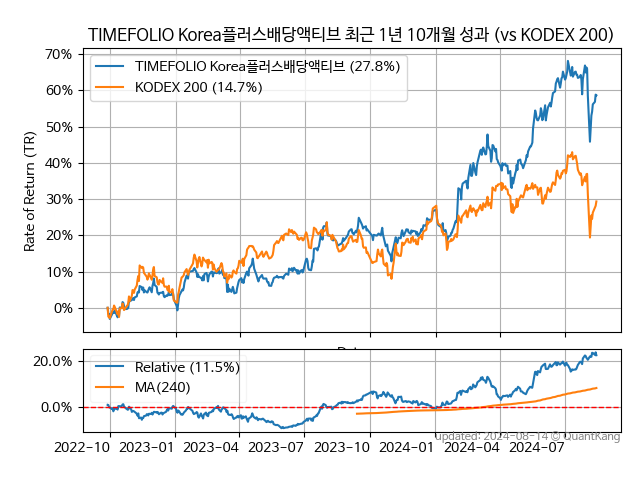 TIMEFOLIO Korea플러스배당액티브 최근 1년 10개월 성과 (vs KODEX 200)
70%
60%
50%
40%
30%
20%
10%
0%
Rate of Return (TR)
TIMEFOLIO Korea플러스배당액티브 (27.8%)
KODEX 200 (14.7%)
20.0%
0.0%
Relative (11.5%)
MA(240)
2022-10 2023-01 2023-04 2023-07 2023-10 2024-01 2024-04 2024-07
updated: 2024-08-14 © QuantKang